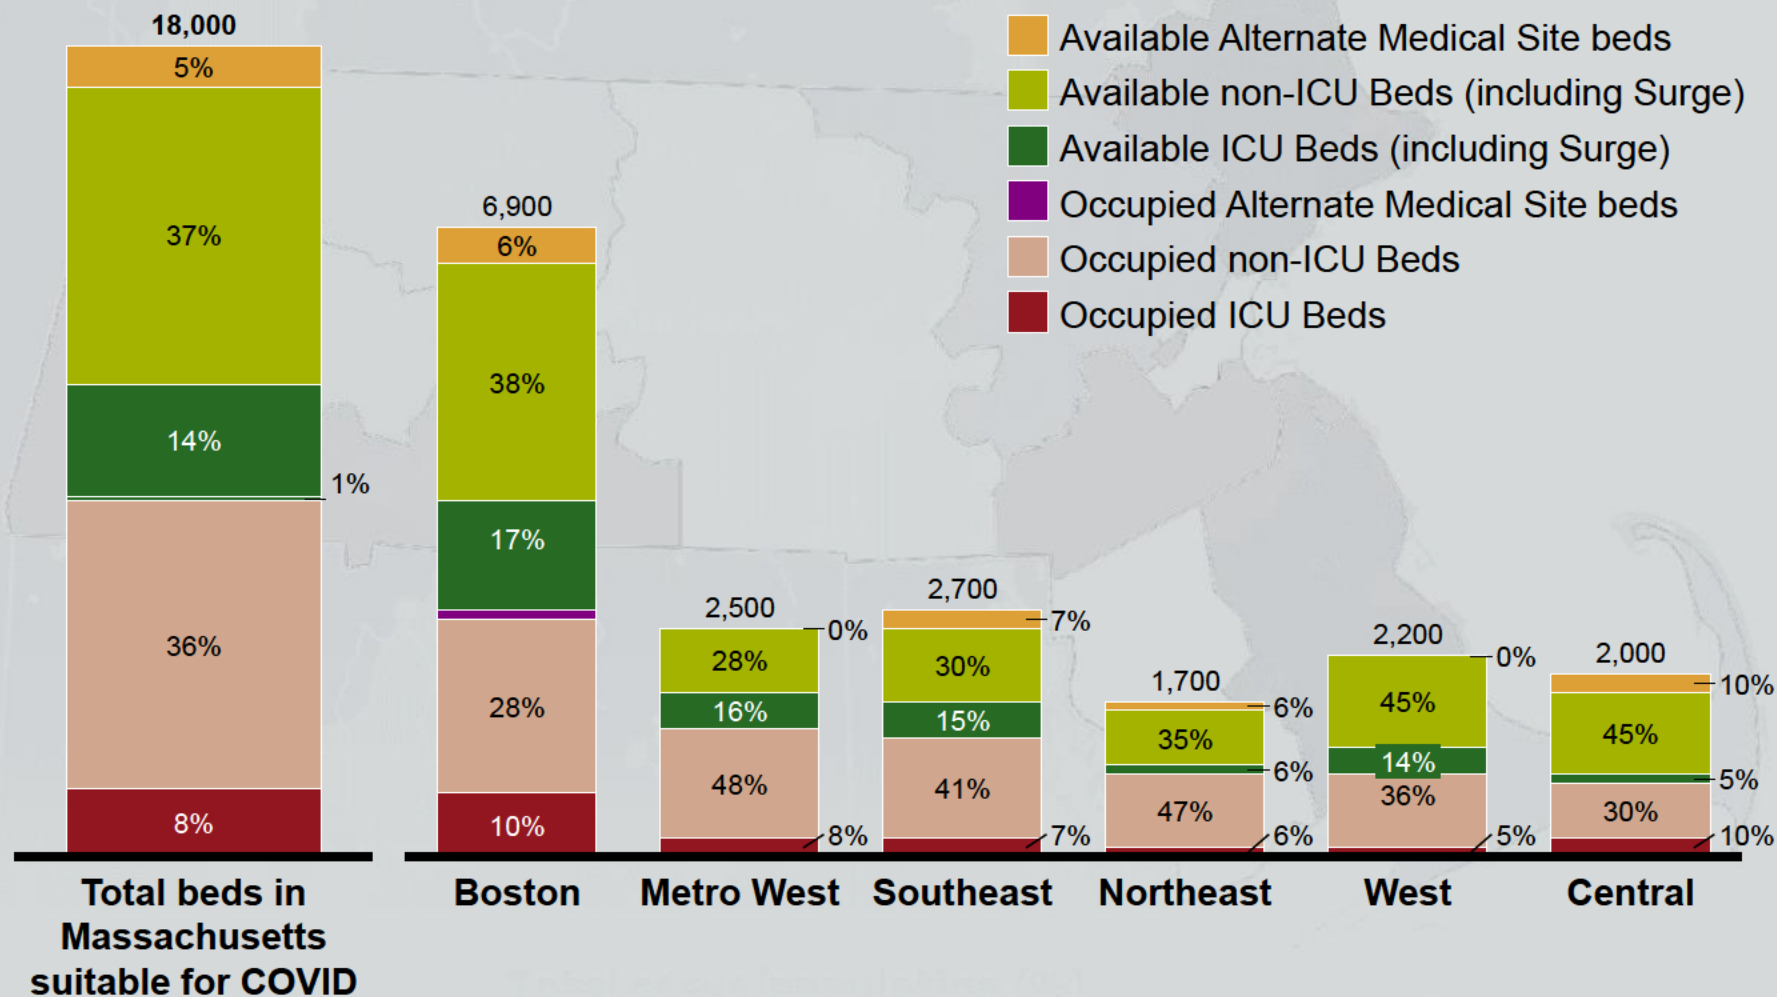 18,000
5%
37%
14%
1%
36%
8%
Total beds in
Massachusetts
suitable for COVID
Available Alternate Medical Site beds
Available non-ICU Beds (including Surge)
Available ICU Beds (including Surge)
Occupied Alternate Medical Site beds
Occupied non-ICU Beds
Occupied ICU Beds
6,900
6%
38%
17%
28%
10%
Boston
2,500
0%
28%
16%
48%
8%
Metro West
2,700
7%
30%
15%
41%
7%
Southeast
1,700
6%
35%
6%
47%
6%
Northeast
2,200
0%
45%
14%
36%
5%
West
2,000
10%
45%
5%
30%
10%
Central